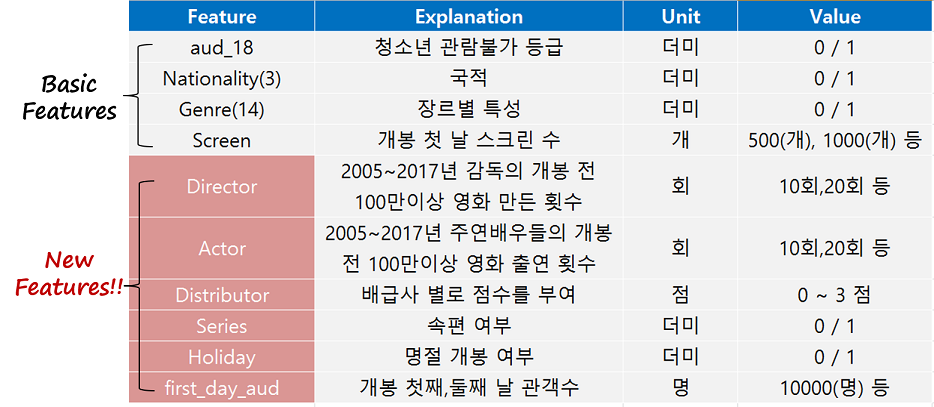 Feature Explanation Unit Value
aud_18 청소년 관람불가 등급 더미 0 / 1
Basic Features
Nationality(3) 국적 더미 0 / 1
Genre(14) 장르별 특성 더미 0 / 1
Screen 개봉 첫 날 스크린 수 개 500(개), 1000(개) 등
Director 2005~2017년 감독의 개봉 전 100만이상 영화 만든 횟수 회 10회,20회 등
New Features!!
Actor 2005~2017년 주연배우들의 개봉 전 100만이상 영화 출연 횟수 회 10회,20회 등
Distributor 배급사 별로 점수를 부여 점 0 ~ 3 점
Series 속편 여부 더미 0 / 1
Holiday 명절 개봉 여부 더미 0 / 1
first_day_aud 개봉 첫째,둘째 날 관객수 명 10000(명) 등